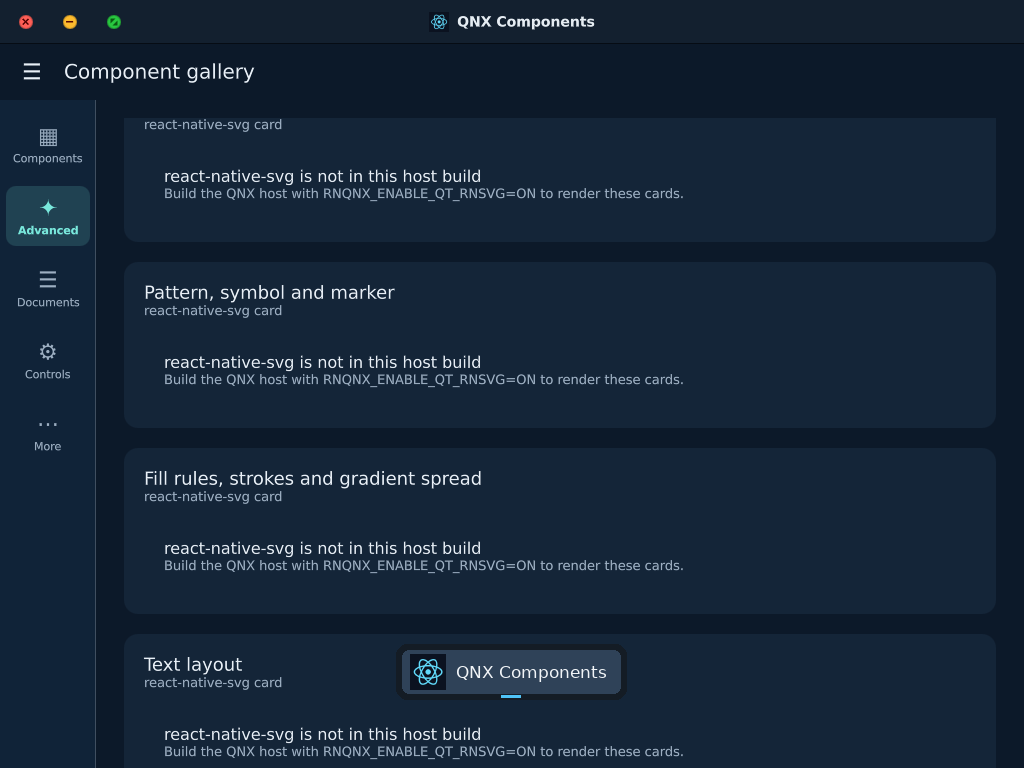 QNX Components
Component gallery
Components
Advanced
Documents
Controls
More
react-native-svg card
react-native-svg is not in this host build
Build the QNX host with RNQNX_ENABLE_QT_RNSVG=ON to render these cards.
Pattern, symbol and marker
react-native-svg card
react-native-svg is not in this host build
Build the QNX host with RNQNX_ENABLE_QT_RNSVG=ON to render these cards.
Fill rules, strokes and gradient spread
react-native-svg card
react-native-svg is not in this host build
Build the QNX host with RNQNX_ENABLE_QT_RNSVG=ON to render these cards.
Text layout
react-native-svg card
QNX Components
react-native-svg is not in this host build
Build the QNX host with RNQNX_ENABLE_QT_RNSVG=ON to render these cards.